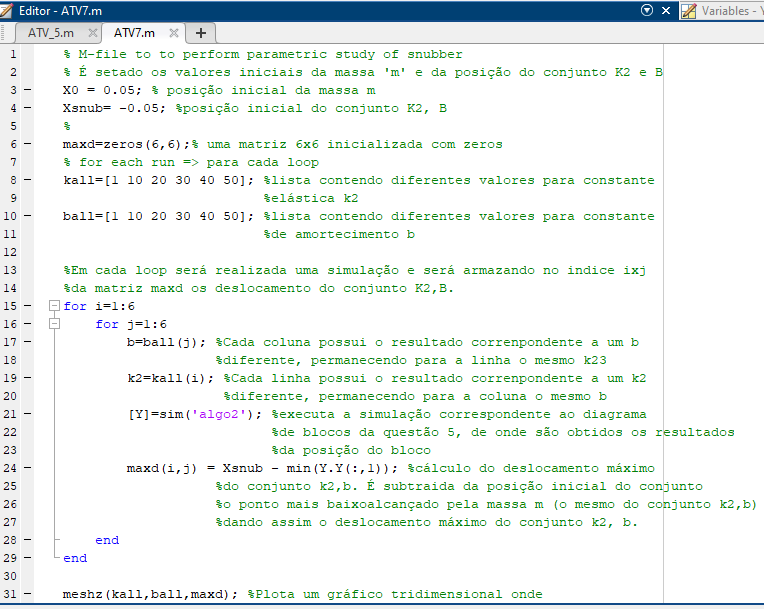 Editor - ATV7.m
Variables - Y
ATV_5.m ATV7.m +
1 % M-file to to perform parametric study of snubber
2 % É setado os valores iniciais da massa 'm' e da posição do conjunto K2 e B
3 – X0 = 0.05; % posição inicial da massa m
4 – Xsnub= -0.05; %posição inicial do conjunto K2, B
5 %
6 – maxd=zeros(6,6);% uma matriz 6x6 inicializada com zeros
7 % for each run => para cada loop
8 – kall=[1 10 20 30 40 50]; %lista contendo diferentes valores para constante
9 %elástica k2
10 – ball=[1 10 20 30 40 50]; %lista contendo diferentes valores para constante
11 %de amortecimento b
12
13 %Em cada loop será realizada uma simulação e será armazando no indice ixj
14 %da matriz maxd os deslocamento do conjunto K2,B.
15 – for i=1:6
16 – for j=1:6
17 – b=ball(j); %Cada coluna possui o resultado correnpondente a um b
18 %diferente, permanecendo para a linha o mesmo k23
19 – k2=kall(i); %Cada linha possui o resultado correnpondente a um k2
20 %diferente, permanecendo para a coluna o mesmo b
21 – [Y]=sim('algo2'); %executa a simulação correspondente ao diagrama
22 %de blocos da questão 5, de onde são obtidos os resultados
23 %da posição do bloco
24 – maxd(i,j) = Xsnub - min(Y.Y(:,1)); %cálculo do deslocamento máximo
25 %do conjunto k2,b. É subtraida da posição inicial do conjunto
26 %o ponto mais baixoalcançado pela massa m (o mesmo do conjunto k2,b)
27 %dando assim o deslocamento máximo do conjunto k2, b.
28 – end
29 – end
30
31 – meshz(kall,ball,maxd); %Plota um gráfico tridimensional onde